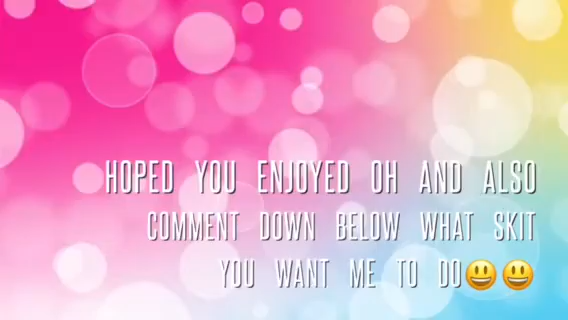 HOPED YOU ENJOYED OH AND ALSO
COMMENT DOWN BELOW WHAT SKIT
YOU WANT ME TO DO😃😃